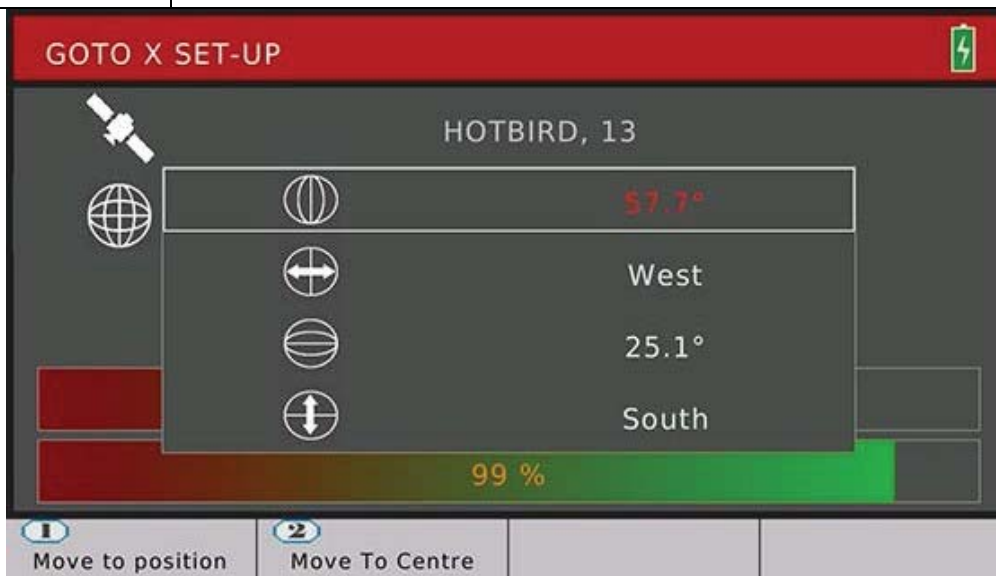 GOTO X SET-UP
HOTBIRD, 13
57.7°
West
25.1°
South
99 %
1 2
Move to position Move To Centre